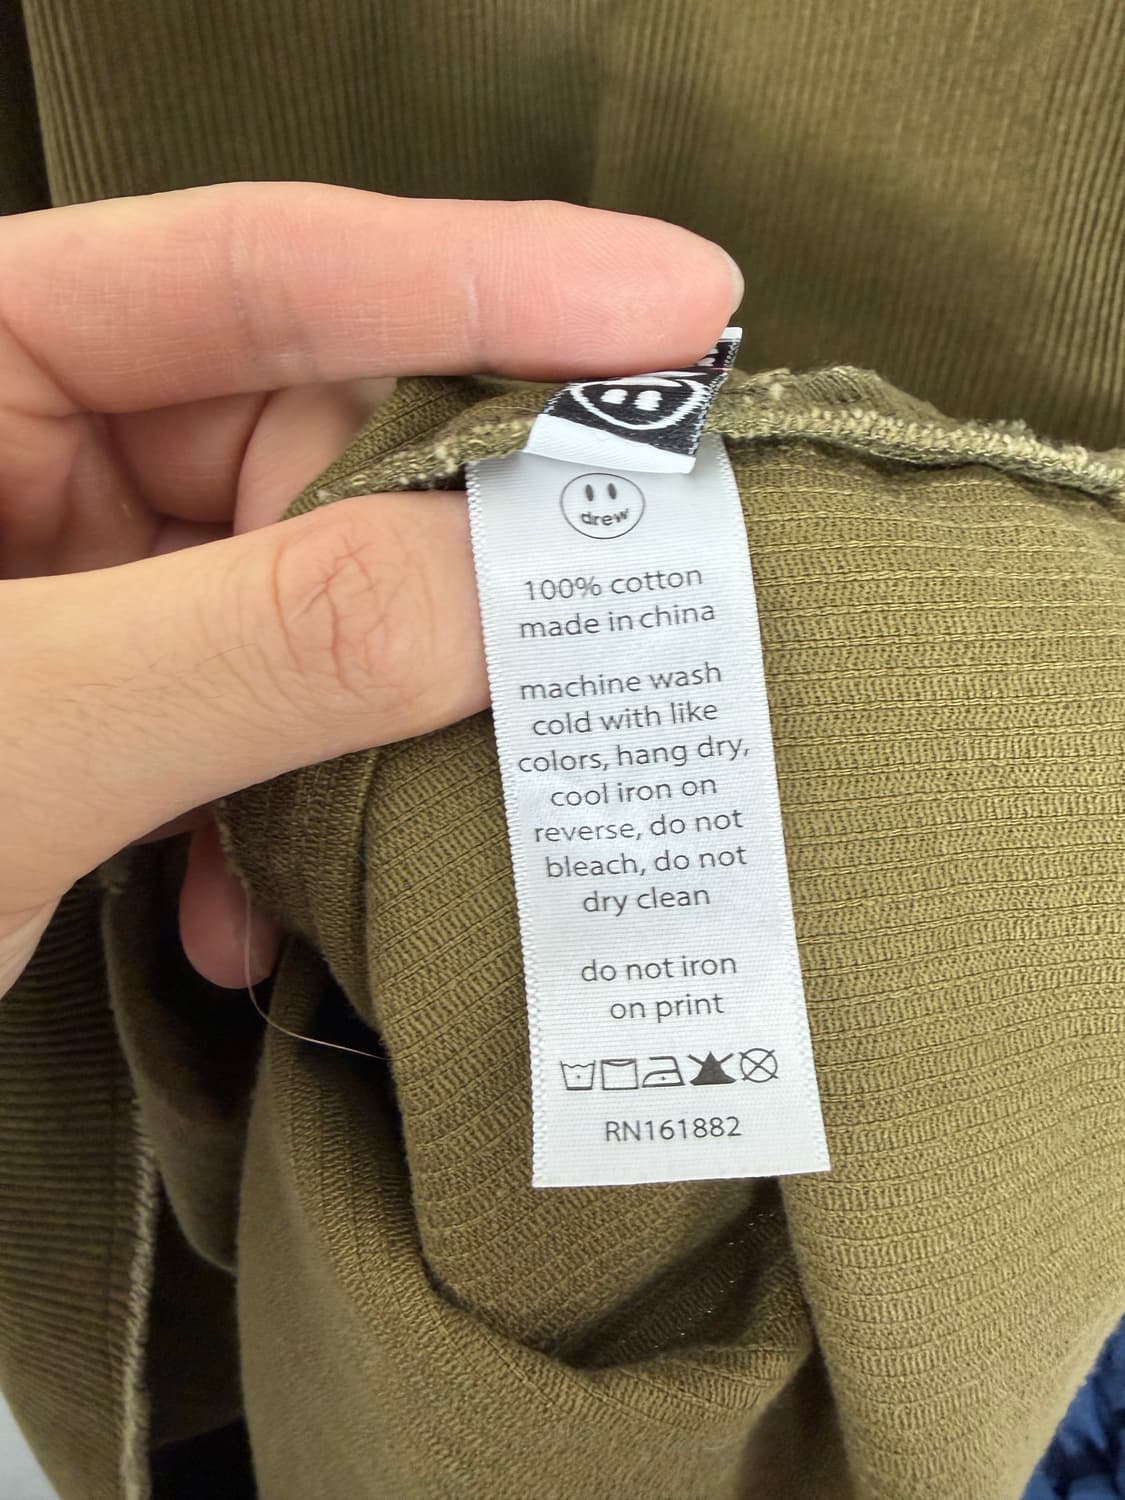 drew
100% cotton
made in china
machine wash
cold with like
colors, hang dry,
cool iron on
reverse, do not
bleach, do not
dry clean
do not iron
on print
RN161882